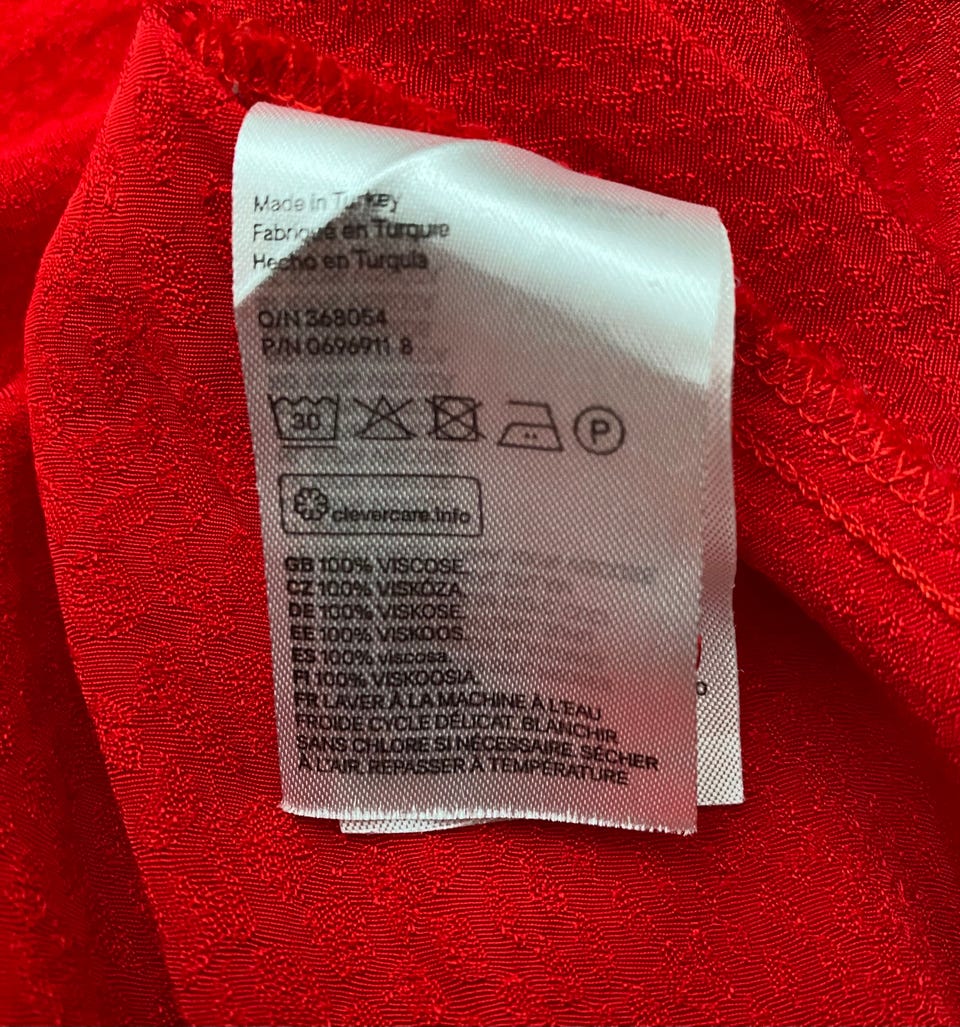 Made in Turkey
Fabriqué en Turquie
Hecho en Turquía
O/N 368054
P/N 0696911 8
30 P
clevercare.info
GB 100% VISCOSE.
CZ 100% VISKÓZA.
DE 100% VISKOSE
EE 100% VISKOOS.
ES 100% viscosa.
FI 100% VISKOOSIA.
FR LAVER À LA MACHINE À L'EAU
FROIDE CYCLE DÉLICAT. BLANCHIR
SANS CHLORE SI NÉCESSAIRE. SÉCHER
À L'AIR. REPASSER À TEMPÉRATURE